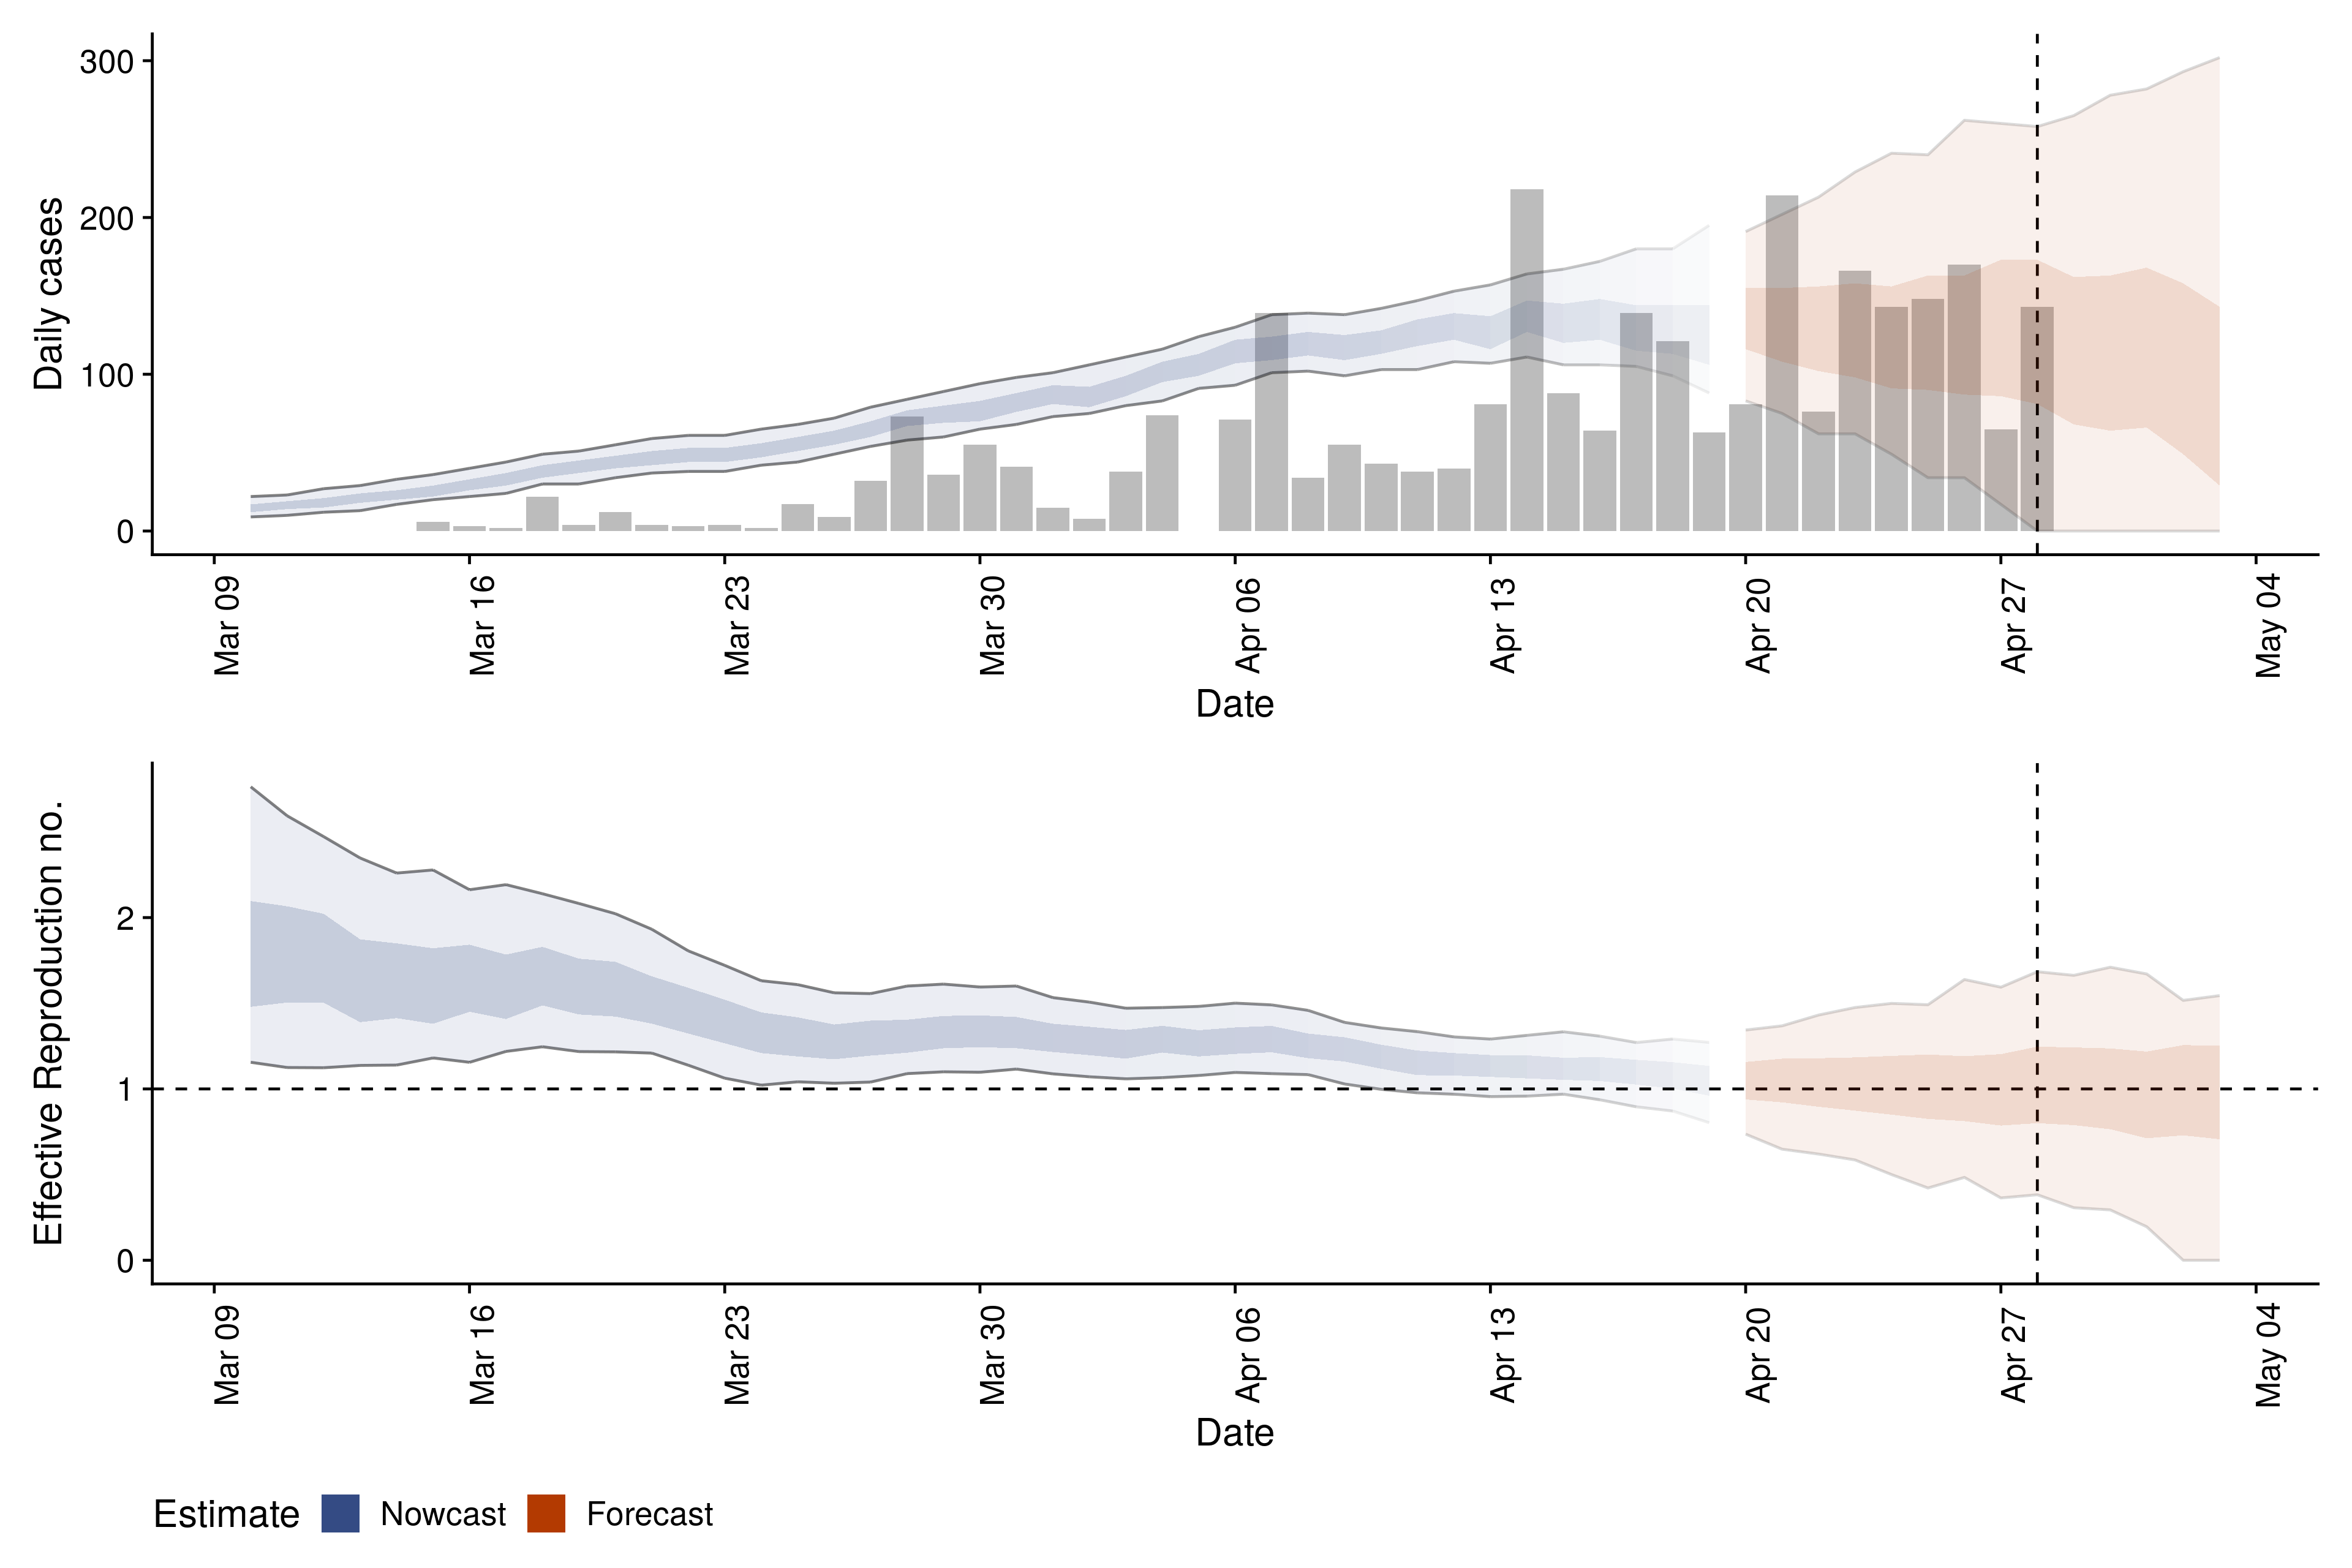 Daily cases
300
200
100
0
Mar 09
Mar 16
Mar 23
Mar 30
Apr 06
Apr 13
Apr 20
Apr 27
May 04
Date
Effective Reproduction no.
2
1
0
Mar 09
Mar 16
Mar 23
Mar 30
Apr 06
Apr 13
Apr 20
Apr 27
May 04
Date
Estimate Nowcast Forecast